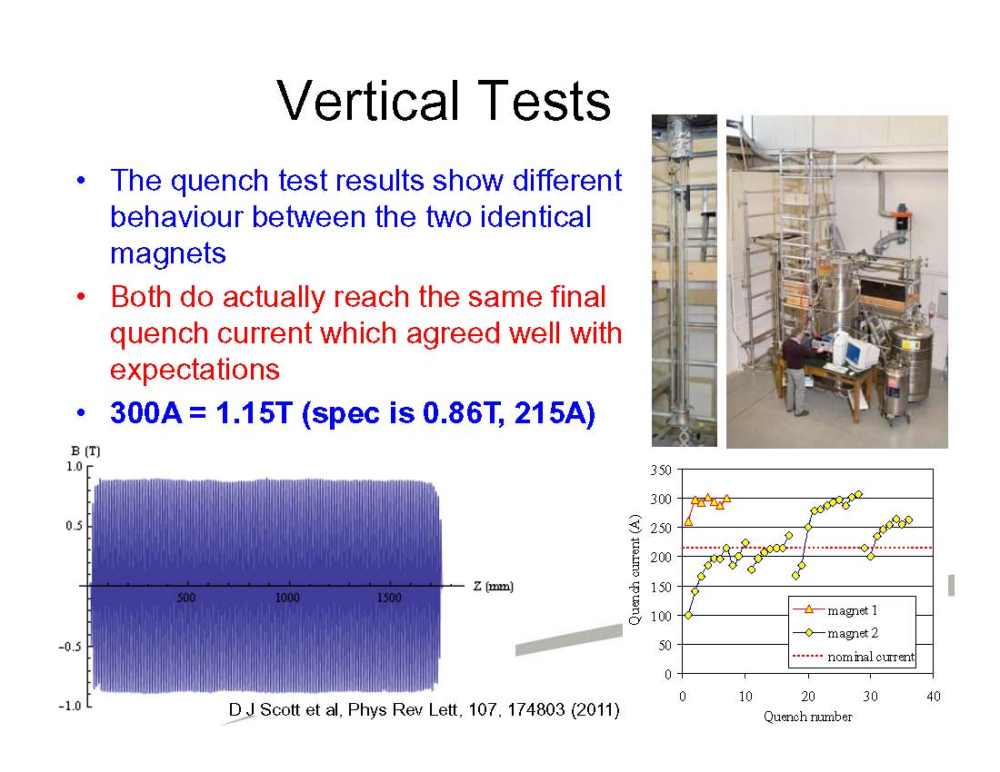 Vertical Tests
• The quench test results show different
behaviour between the two identical
magnets
• Both do actually reach the same final
quench current which agreed well with
expectations
• 300A = 1.15T (spec is 0.86T, 215A)
B (T)
1.0
0.5
Z (mm)
500 1000 1500
−0.5
−1.0
D J Scott et al, Phys Rev Lett, 107, 174803 (2011)
350
300
250
200
150
100
50
0
Quench current (A)
magnet 1
magnet 2
nominal current
0 10 20 30 40
Quench number